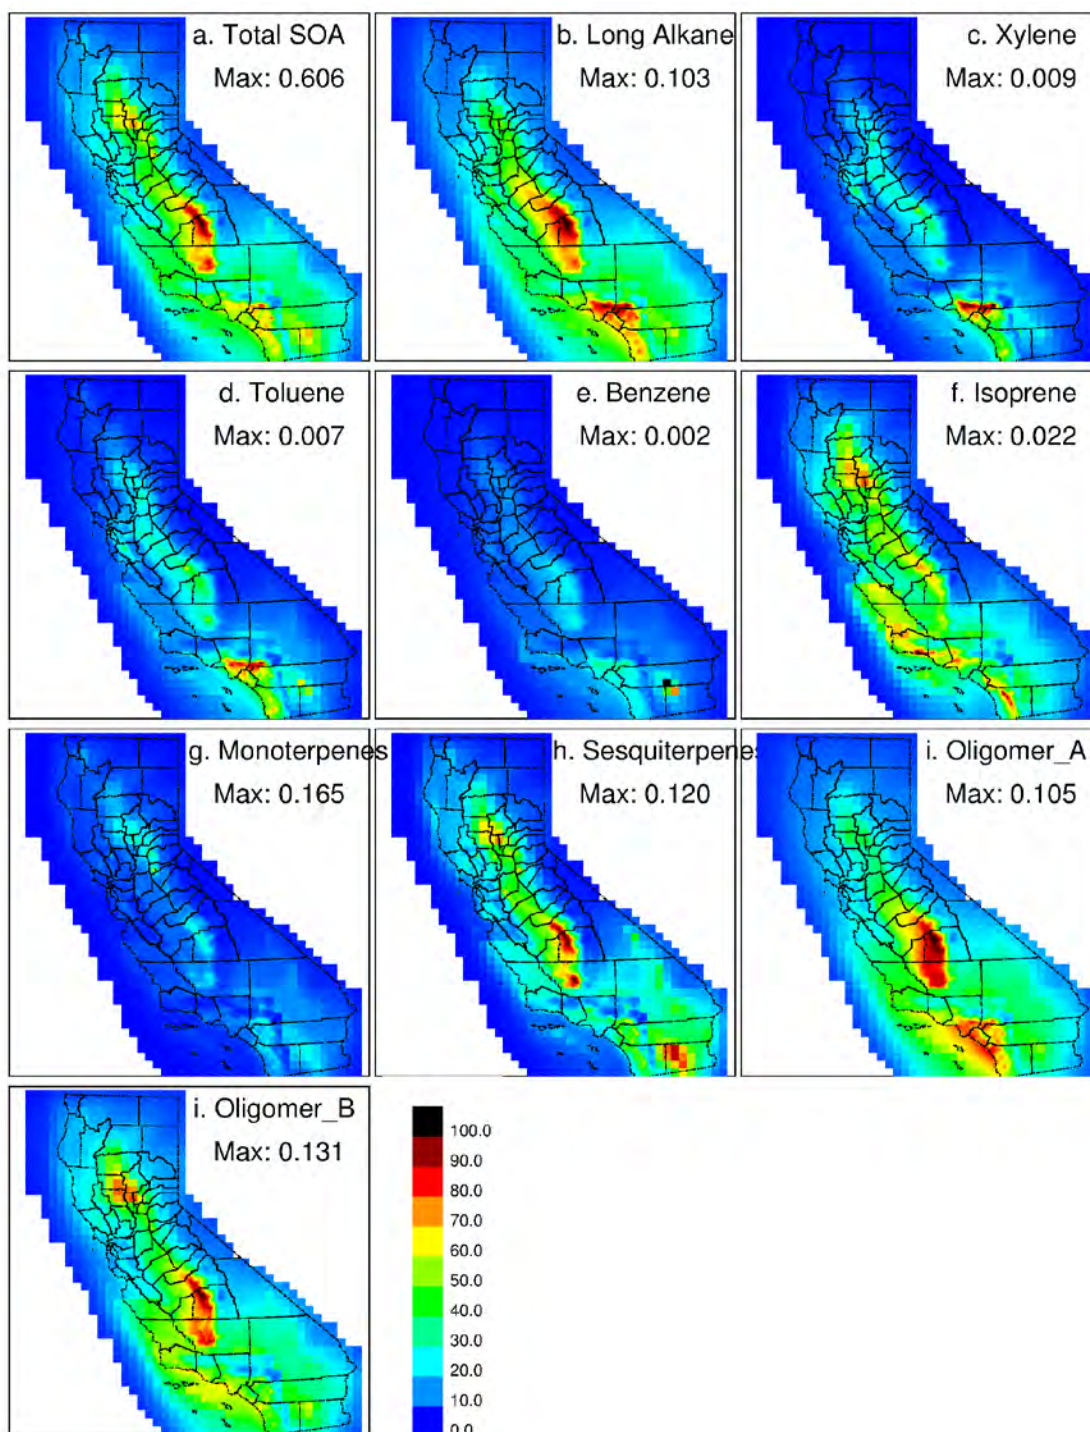 a. Total SOA
Max: 0.606
b. Long Alkane
Max: 0.103
c. Xylene
Max: 0.009
d. Toluene
Max: 0.007
e. Benzene
Max: 0.002
f. Isoprene
Max: 0.022
g. Monoterpenes
Max: 0.165
h. Sesquiterpenes
Max: 0.120
i. Oligomer_A
Max: 0.105
i. Oligomer_B
Max: 0.131
100.0
90.0
80.0
70.0
60.0
50.0
40.0
30.0
20.0
10.0
0.0